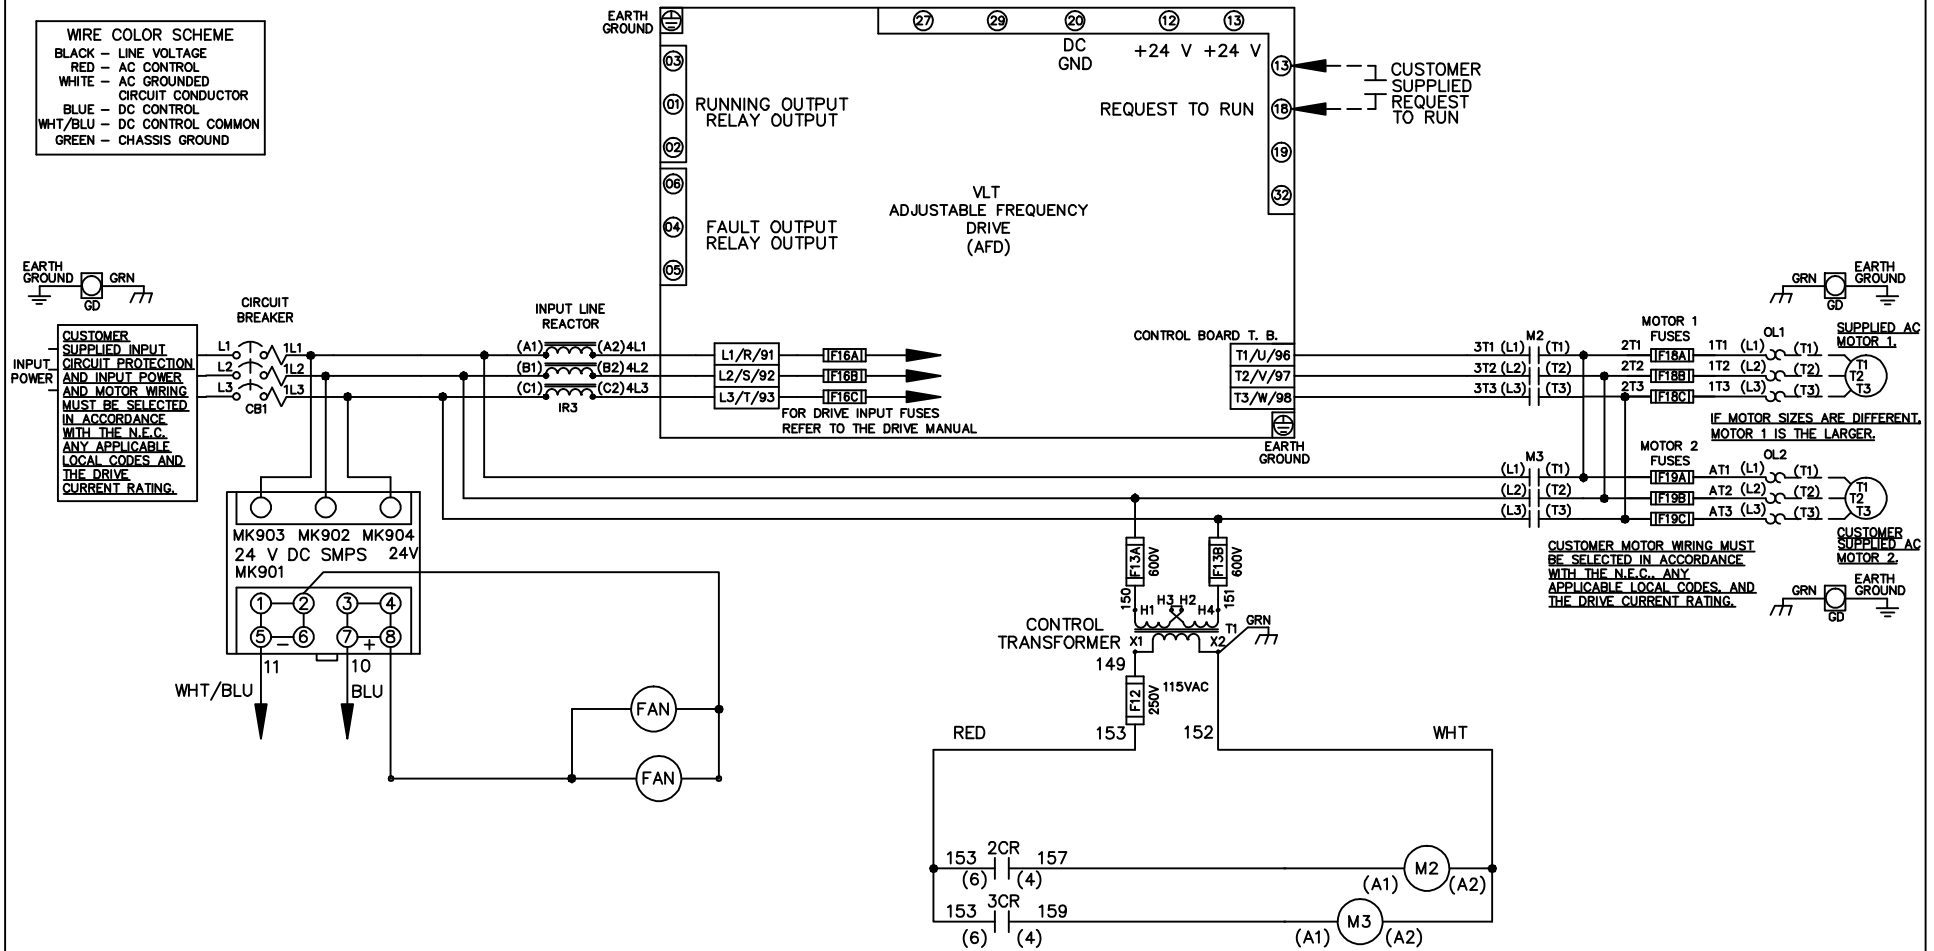 WIRE COLOR SCHEME
BLACK – LINE VOLTAGE
RED – AC CONTROL
WHITE – AC GROUNDED
CIRCUIT CONDUCTOR
BLUE – DC CONTROL
WHT/BLU – DC CONTROL COMMON
GREEN – CHASSIS GROUND
EARTH
GROUND
27 29 20 12 13
DC
GND
+24 V +24 V
03
01
02
RUNNING OUTPUT
RELAY OUTPUT
06
04
05
FAULT OUTPUT
RELAY OUTPUT
VLT
ADJUSTABLE FREQUENCY
DRIVE
(AFD)
REQUEST TO RUN
13
18
19
32
CUSTOMER
SUPPLIED
REQUEST
TO RUN
EARTH
GROUND
GRN
GD
INPUT
POWER
CUSTOMER
SUPPLIED INPUT
CIRCUIT PROTECTION
AND INPUT POWER
AND MOTOR WIRING
MUST BE SELECTED
IN ACCORDANCE
WITH THE N.E.C.
ANY APPLICABLE
LOCAL CODES AND
THE DRIVE
CURRENT RATING.
CIRCUIT
BREAKER
L1 1L1
L2 1L2
L3 1L3
CB1
INPUT LINE
REACTOR
(A1) (A2) 4L1
(B1) (B2) 4L2
(C1) (C2) 4L3
IR3
L1/R/91 F16A
L2/S/92 F16B
L3/T/93 F16C
FOR DRIVE INPUT FUSES
REFER TO THE DRIVE MANUAL
CONTROL BOARD T. B.
T1/U/96
T2/V/97
T3/W/98
EARTH
GROUND
M2
3T1 (L1) (T1)
3T2 (L2) (T2)
3T3 (L3) (T3)
MOTOR 1
FUSES
2T1 F18A 1T1
2T2 F18B 1T2
2T3 F18C 1T3
OL1
(L1) (T1)
(L2) (T2)
(L3) (T3)
GRN
GD
EARTH
GROUND
SUPPLIED AC
MOTOR 1.
T1
T2
T3
IF MOTOR SIZES ARE DIFFERENT,
MOTOR 1 IS THE LARGER.
M3
(L1) (T1)
(L2) (T2)
(L3) (T3)
MOTOR 2
FUSES
F19A AT1
F19B AT2
F19C AT3
OL2
(L1) (T1)
(L2) (T2)
(L3) (T3)
T1
T2
T3
CUSTOMER
SUPPLIED AC
MOTOR 2.
CUSTOMER MOTOR WIRING MUST
BE SELECTED IN ACCORDANCE
WITH THE N.E.C., ANY
APPLICABLE LOCAL CODES, AND
THE DRIVE CURRENT RATING.
GRN
GD
EARTH
GROUND
MK903 MK902 MK904
24 V DC SMPS 24V
MK901
1 2 3 4
5 – 6 7 + 8
11 10
WHT/BLU BLU
FAN
FAN
F13A
600V
F13B
600V
150 151
H1 H3 H2 H4
CONTROL
TRANSFORMER
X1 X2
T1
GRN
149
F12
250V
115VAC
153 152
RED WHT
153 2CR 157
(6) (4)
M2
(A1) (A2)
153 3CR 159
(6) (4)
M3
(A1) (A2)